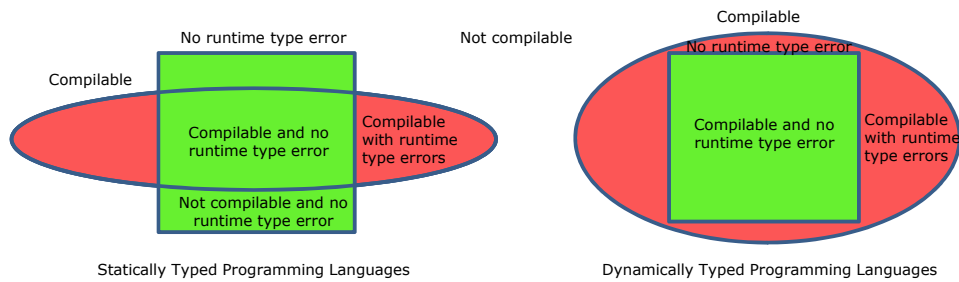 No runtime type error
Compilable
Compilable and no
runtime type error
Compilable
with runtime
type errors
Not compilable and no
runtime type error
Statically Typed Programming Languages
Not compilable
Compilable
No runtime type error
Compilable and no
runtime type error
Compilable
with runtime
type errors
Dynamically Typed Programming Languages